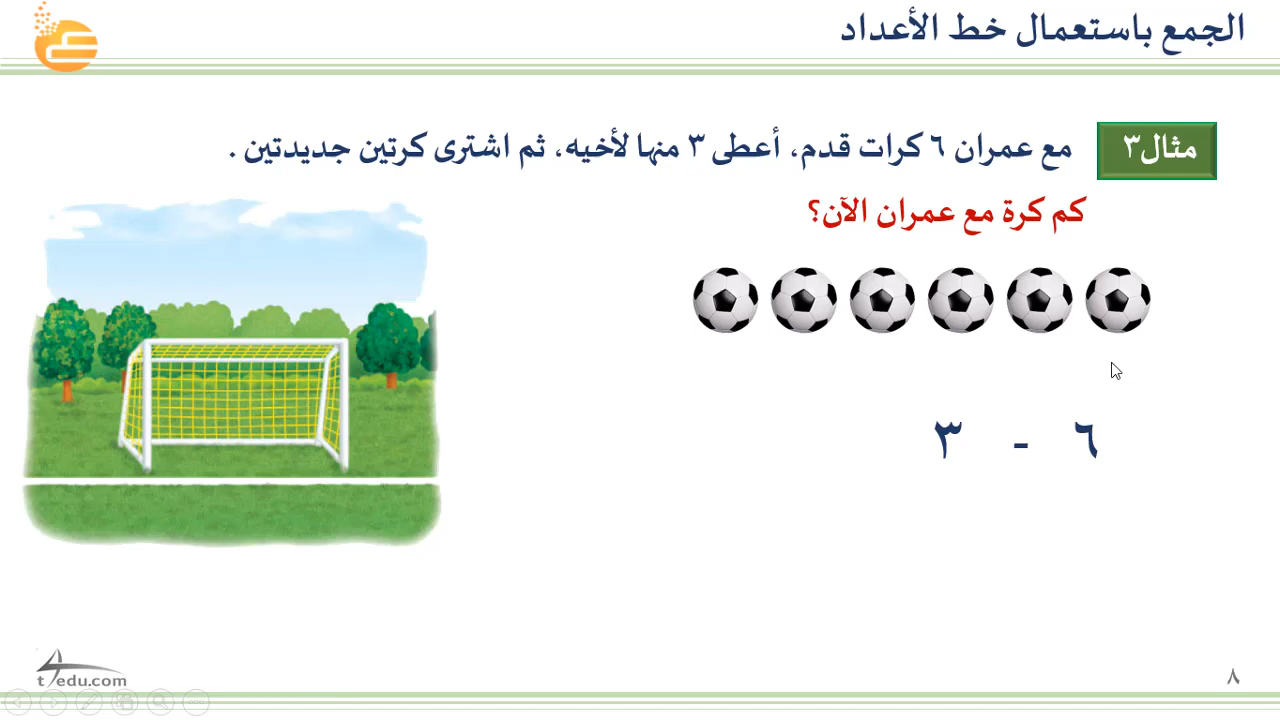 الجمع باستعمال خط الأعداد
مثال٣
مع عمران ٦ كرات قدم، أعطى ٣ منها لأخيه، ثم اشترى كرتين جديدتين .
كم كرة مع عمران الآن؟
٦ - ٣
t4edu.com
٨